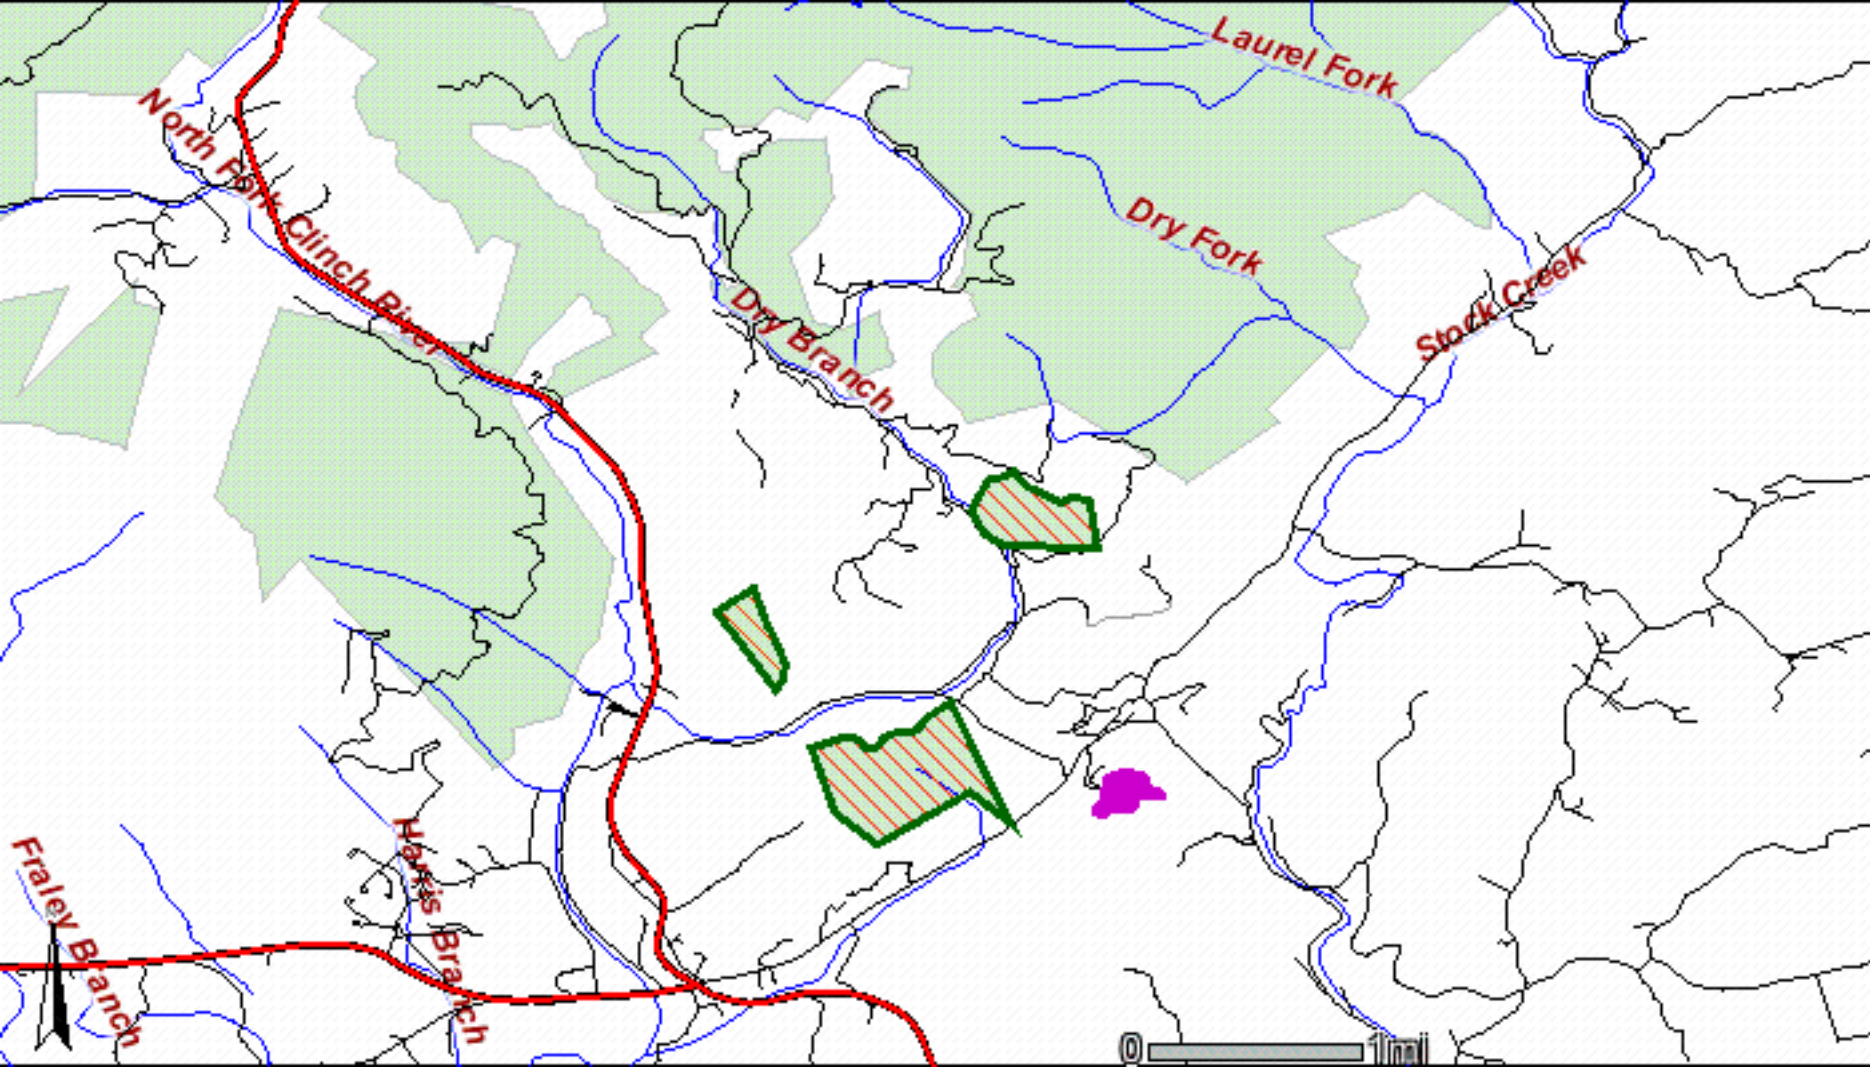 Laurel Fork
North Fork Clinch River
Dry Fork
Stock Creek
Dry Branch
Harris Branch
Fraley Branch
0 1mi